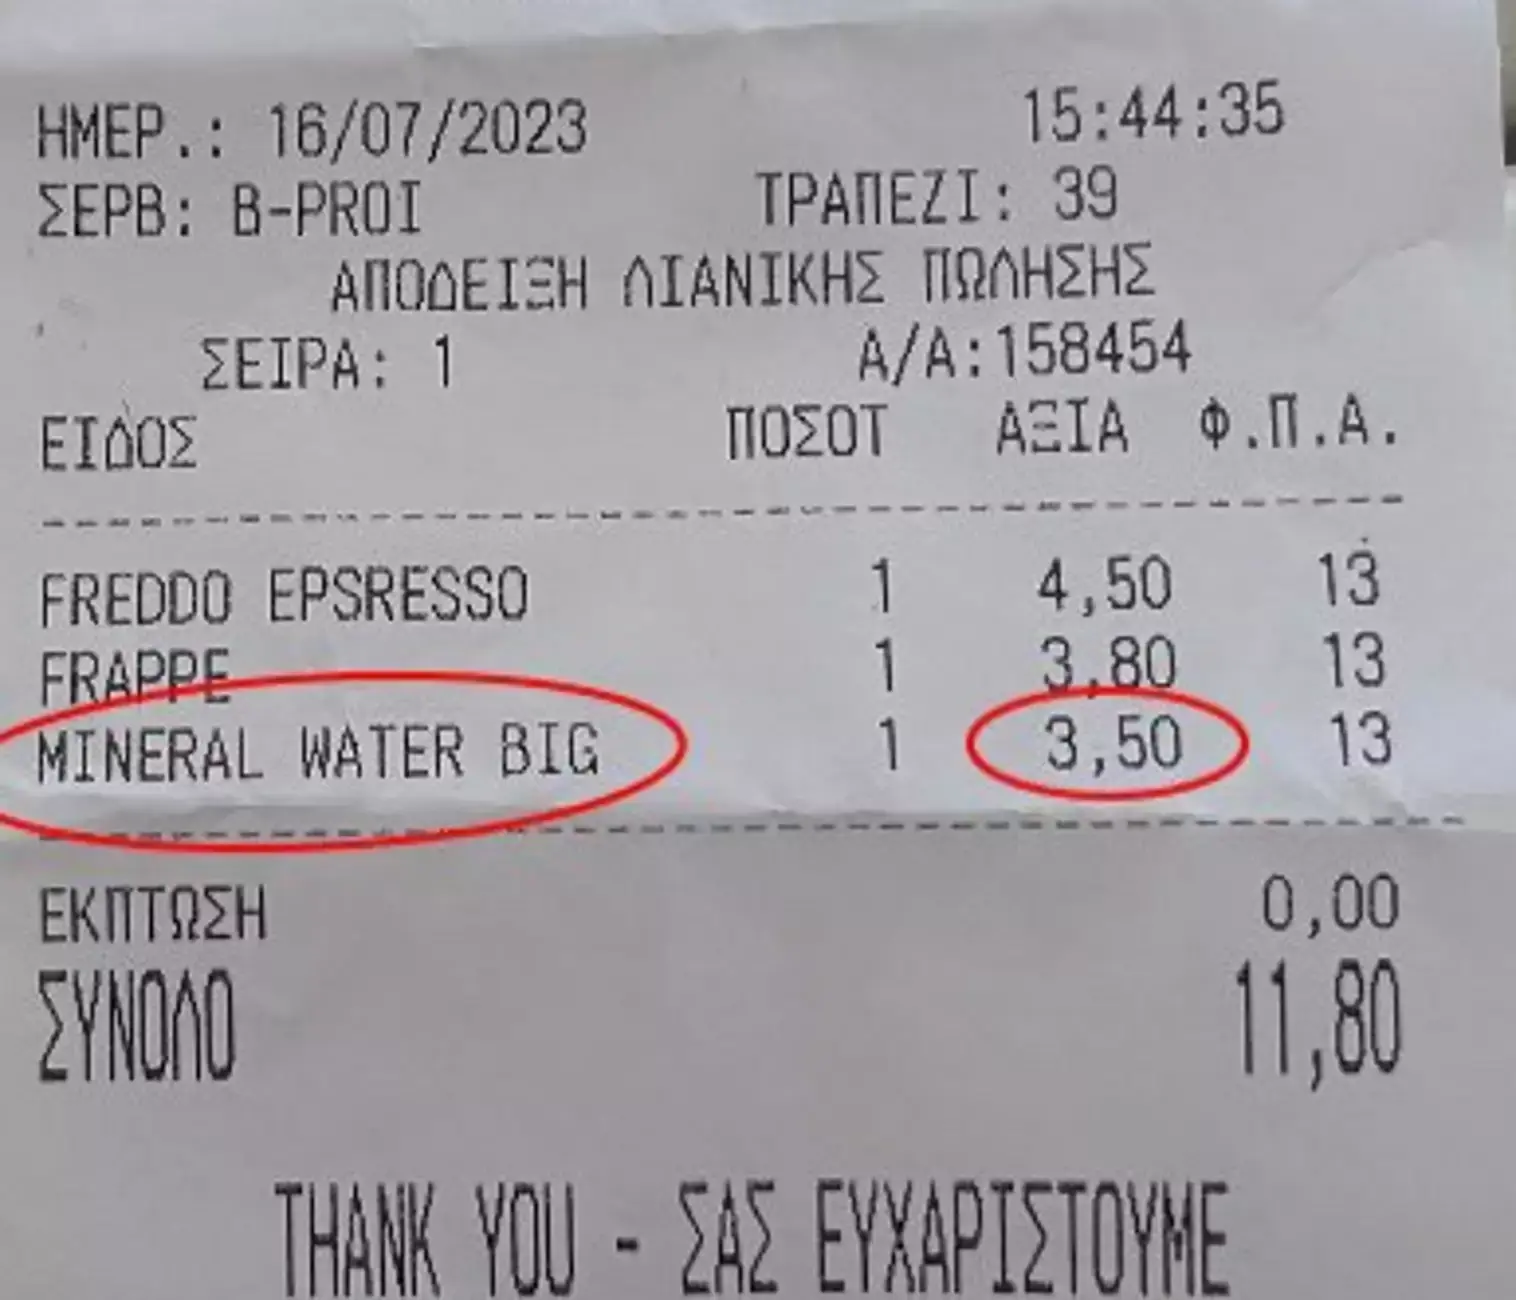 ΗΜΕΡ.: 16/07/2023 15:44:35
ΣΕΡΒ: B-PROI ΤΡΑΠΕΖΙ: 39
ΑΠΟΔΕΙΞΗ ΛΙΑΝΙΚΗΣ ΠΩΛΗΣΗΣ
ΣΕΙΡΑ: 1 Α/Α:158454
ΕΙΔΟΣ ΠΟΣΟΤ ΑΞΙΑ Φ.Π.Α.
FREDDO EPSRESSO 1 4,50 13
FRAPPE 1 3,80 13
MINERAL WATER BIG 1 3,50 13
ΕΚΠΤΩΣΗ 0,00
ΣΥΝΟΛΟ 11,80
THANK YOU - ΣΑΣ ΕΥΧΑΡΙΣΤΟΥΜΕ